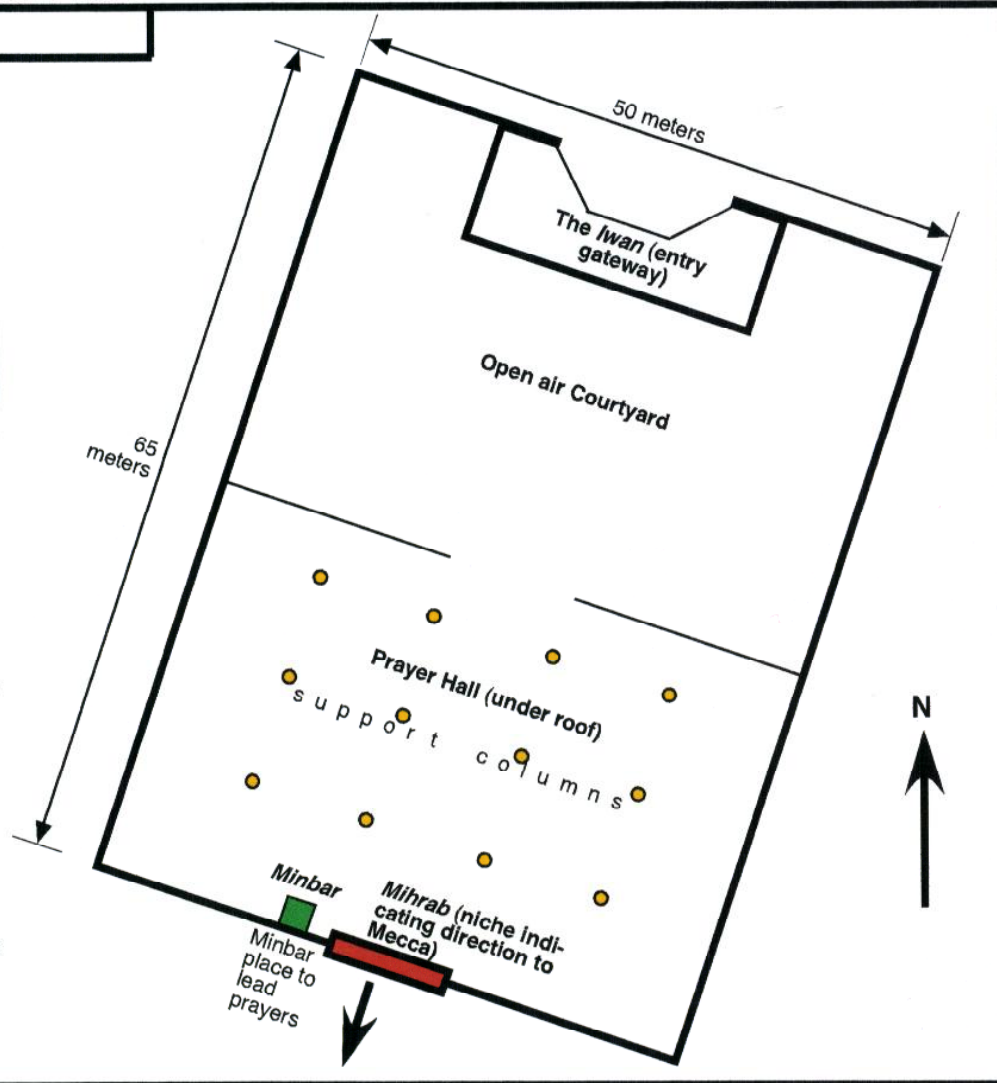 50 meters
The Iwan (entry
gateway)
Open air Courtyard
65
meters
Prayer Hall (under roof)
support columns
N
Minbar
Mihrab (niche indi-
cating direction to
Mecca)
Minbar
place to
lead
prayers